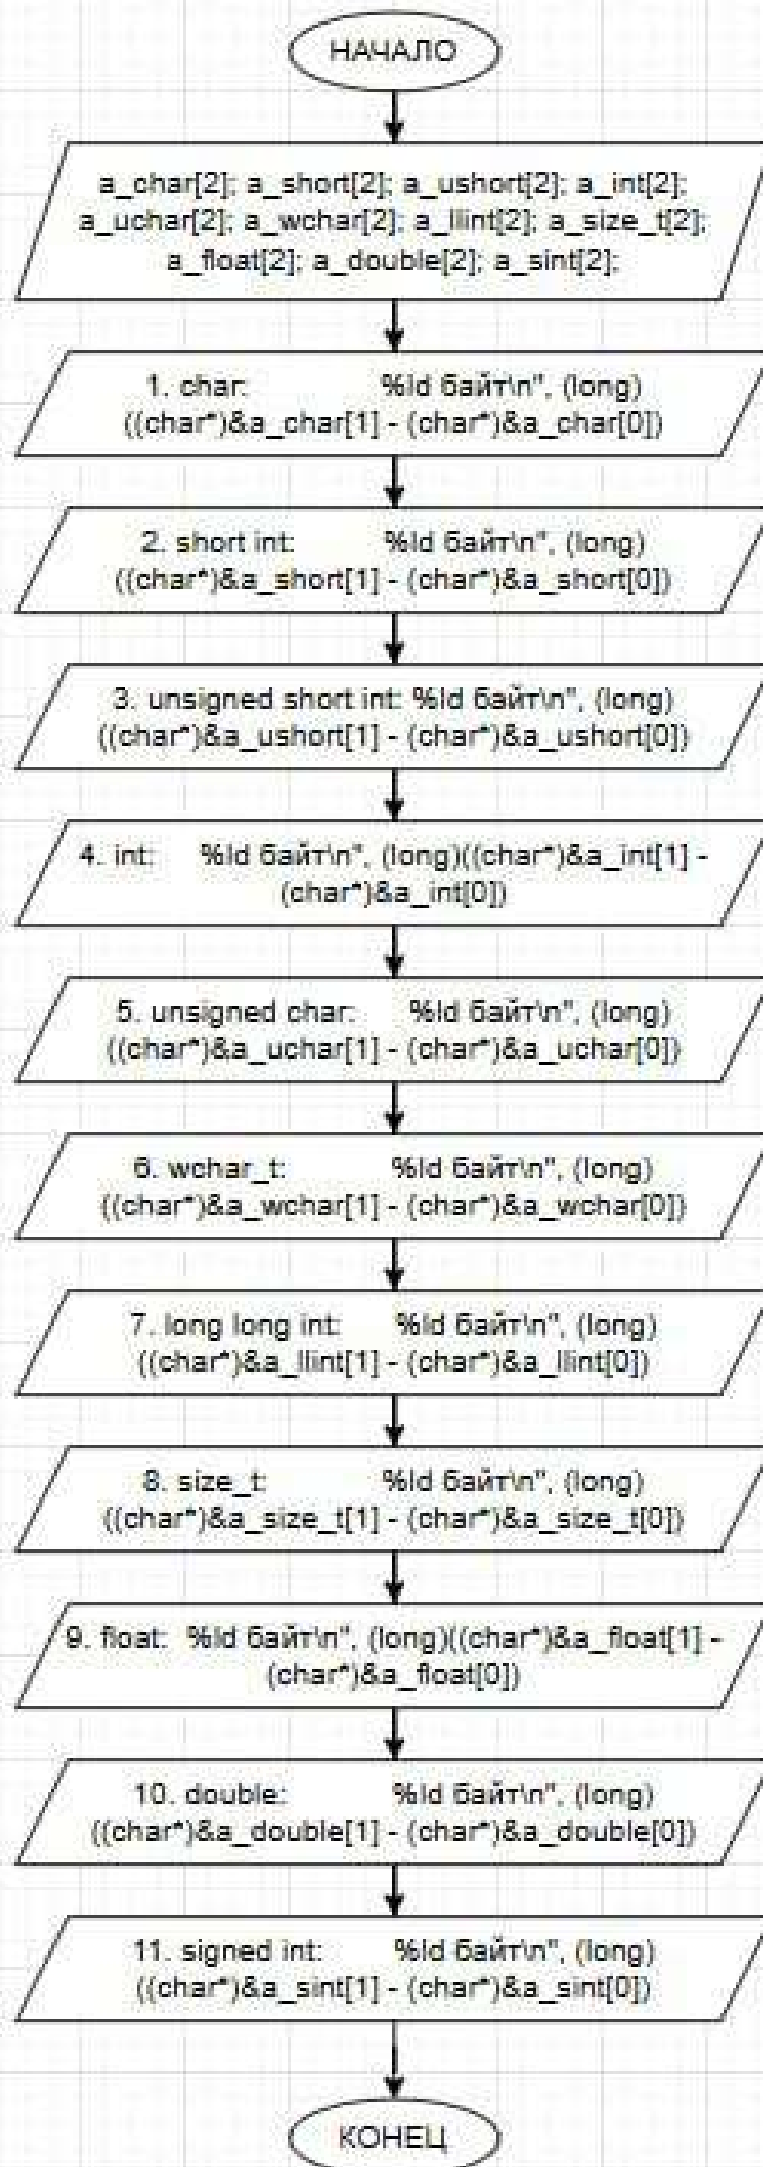 НАЧАЛО
a_char[2]; a_short[2]; a_ushort[2]; a_int[2];
a_uchar[2]; a_wchar[2]; a_llint[2]; a_size_t[2];
a_float[2]; a_double[2]; a_sint[2];
1. char: %ld байт\n", (long)
((char*)&a_char[1] - (char*)&a_char[0])
2. short int: %ld байт\n", (long)
((char*)&a_short[1] - (char*)&a_short[0])
3. unsigned short int: %ld байт\n", (long)
((char*)&a_ushort[1] - (char*)&a_ushort[0])
4. int: %ld байт\n", (long)((char*)&a_int[1] -
(char*)&a_int[0])
5. unsigned char: %ld байт\n", (long)
((char*)&a_uchar[1] - (char*)&a_uchar[0])
6. wchar_t: %ld байт\n", (long)
((char*)&a_wchar[1] - (char*)&a_wchar[0])
7. long long int: %ld байт\n", (long)
((char*)&a_llint[1] - (char*)&a_llint[0])
8. size_t: %ld байт\n", (long)
((char*)&a_size_t[1] - (char*)&a_size_t[0])
9. float: %ld байт\n", (long)((char*)&a_float[1] -
(char*)&a_float[0])
10. double: %ld байт\n", (long)
((char*)&a_double[1] - (char*)&a_double[0])
11. signed int: %ld байт\n", (long)
((char*)&a_sint[1] - (char*)&a_sint[0])
КОНЕЦ